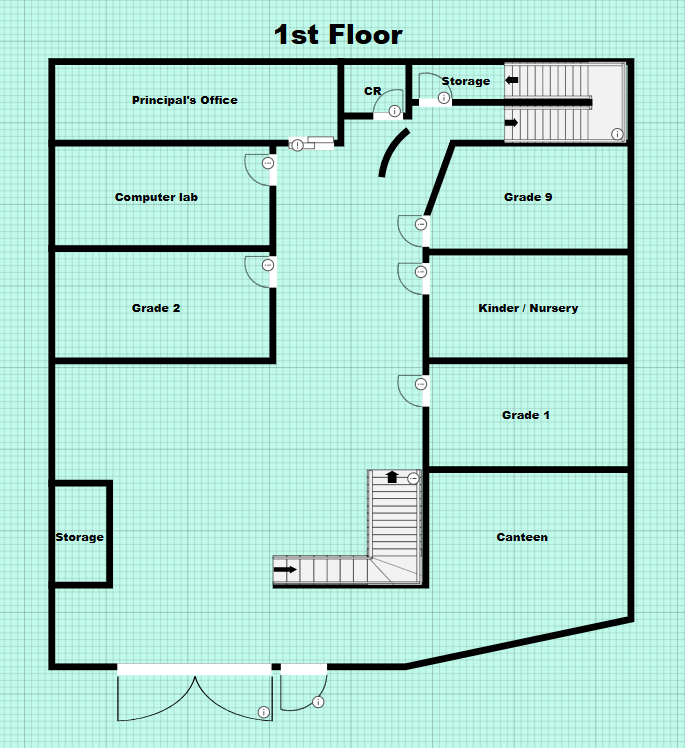 1st Floor
Principal's Office
CR
Storage
Computer lab
Grade 9
Grade 2
Kinder / Nursery
Grade 1
Storage
Canteen